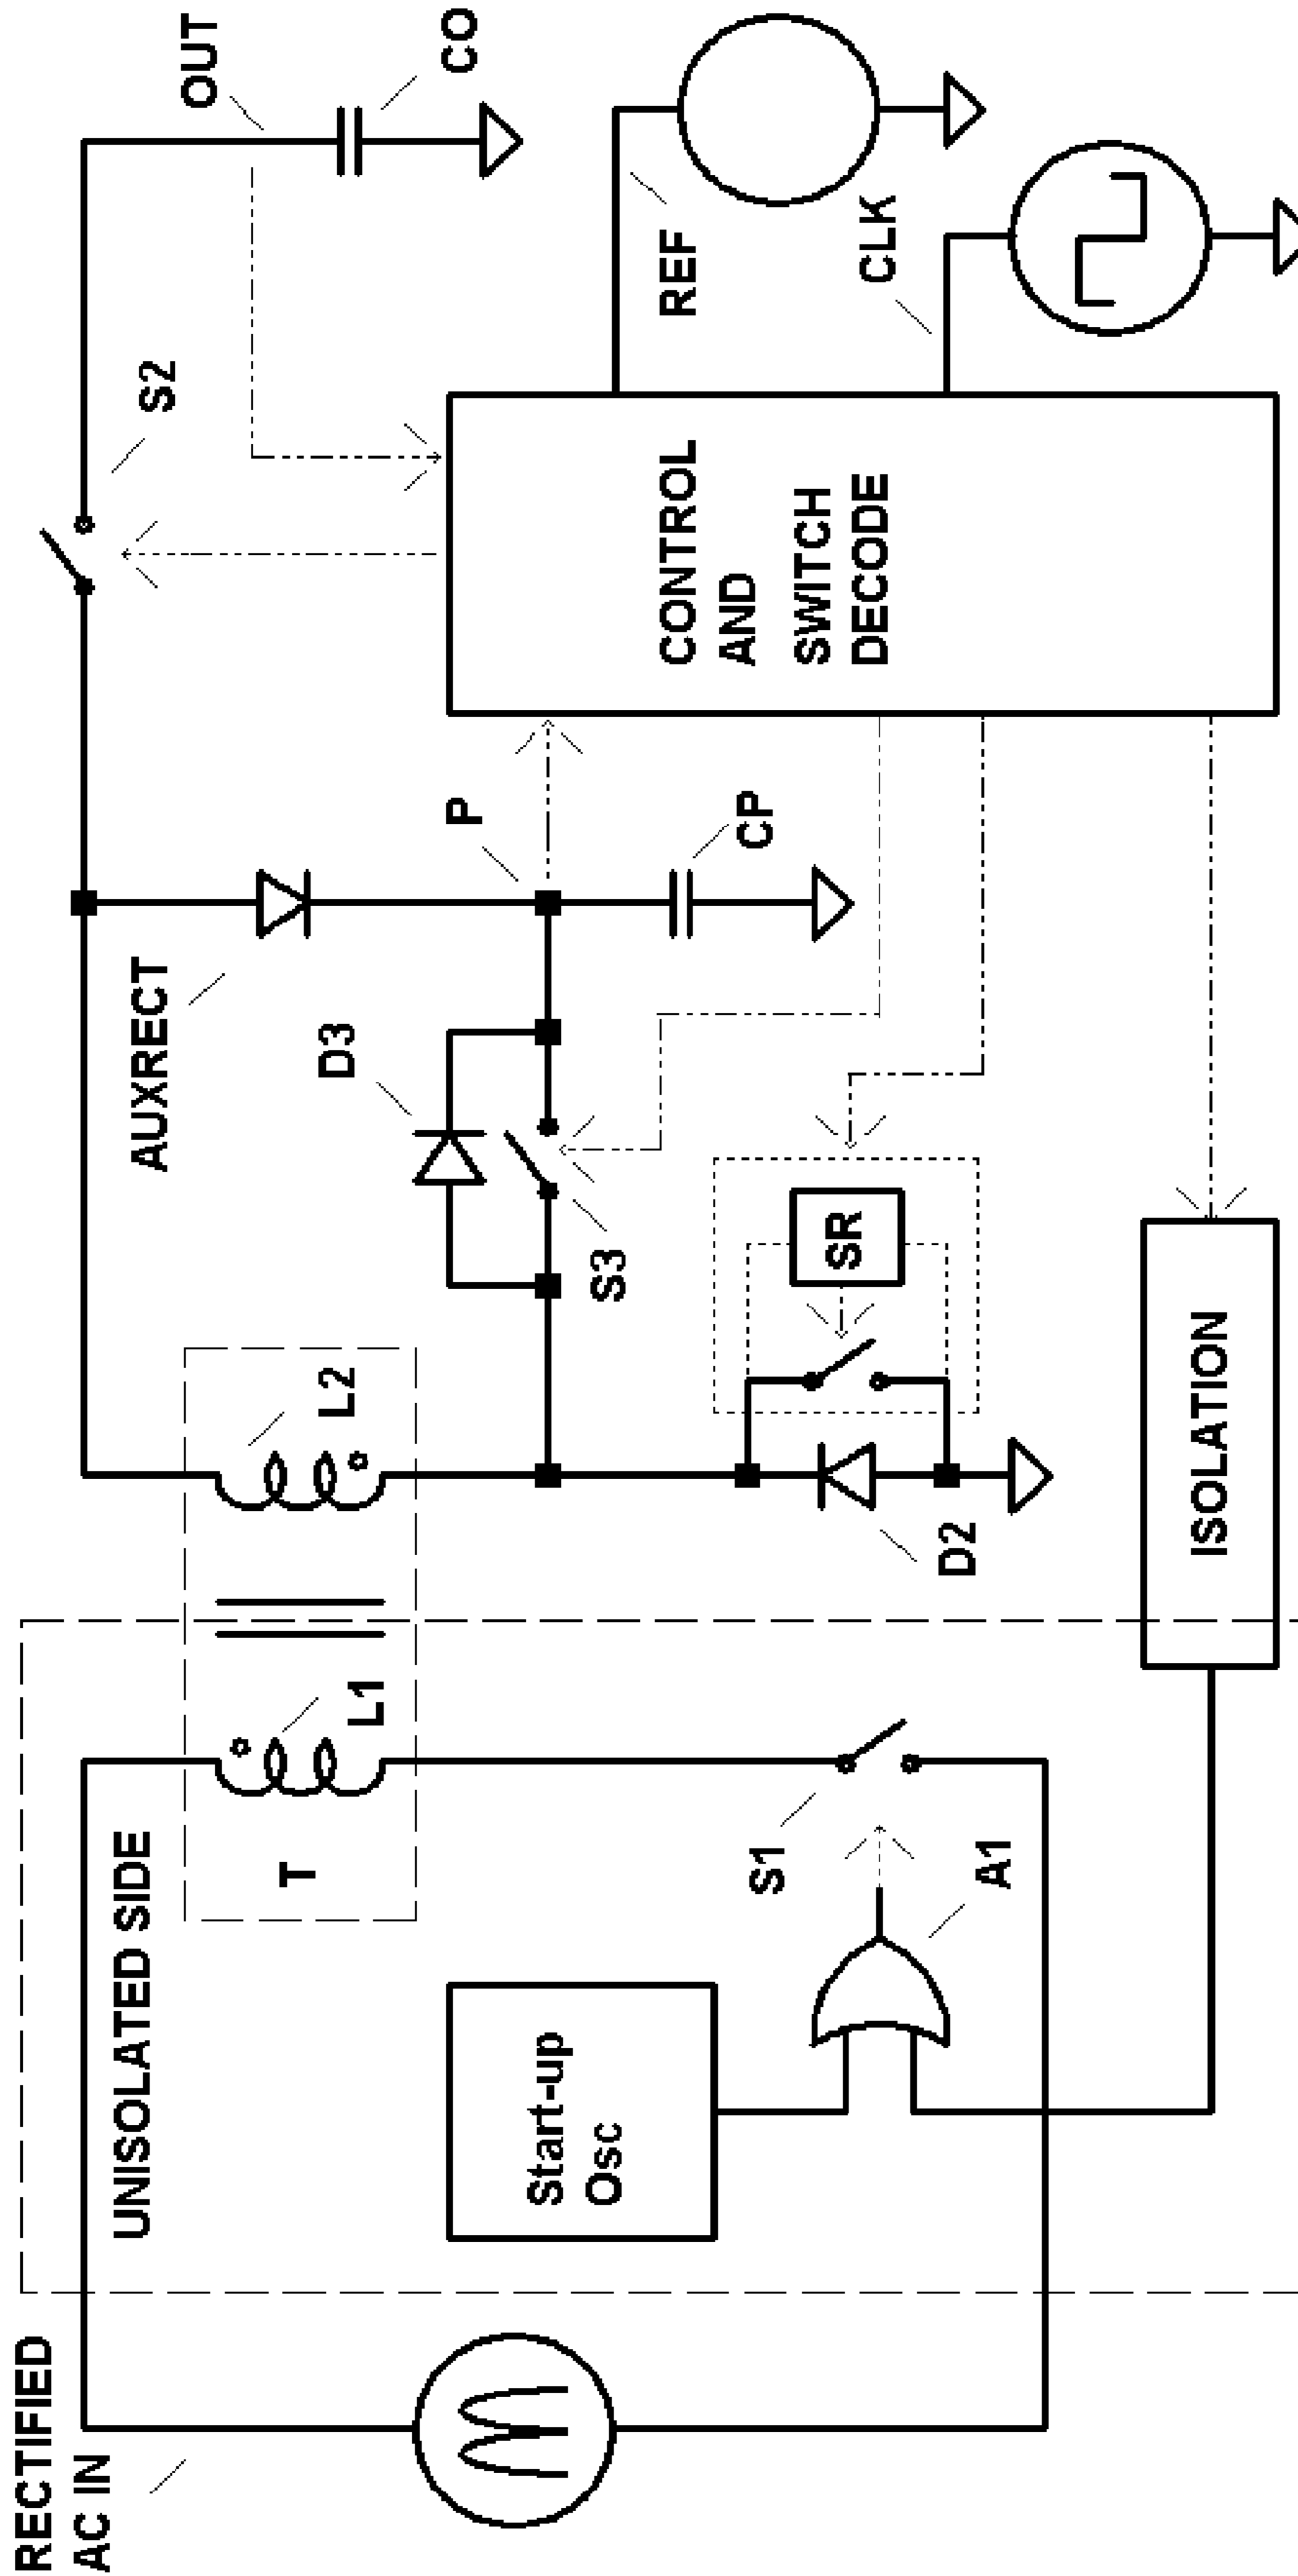 RECTIFIED
AC IN
UNISOLATED SIDE
T
L1
L2
Start-up
Osc
S1
A1
ISOLATION
D2
SR
S3
D3
AUXRECT
P
CP
S2
CONTROL
AND
SWITCH
DECODE
OUT
CO
REF
CLK